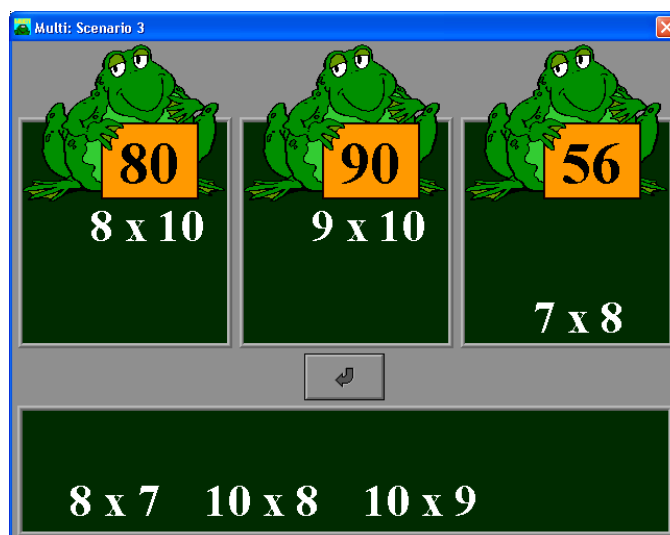 Multi: Scenario 3
80 90 56
8 x 10 9 x 10
7 x 8
8 x 7 10 x 8 10 x 9